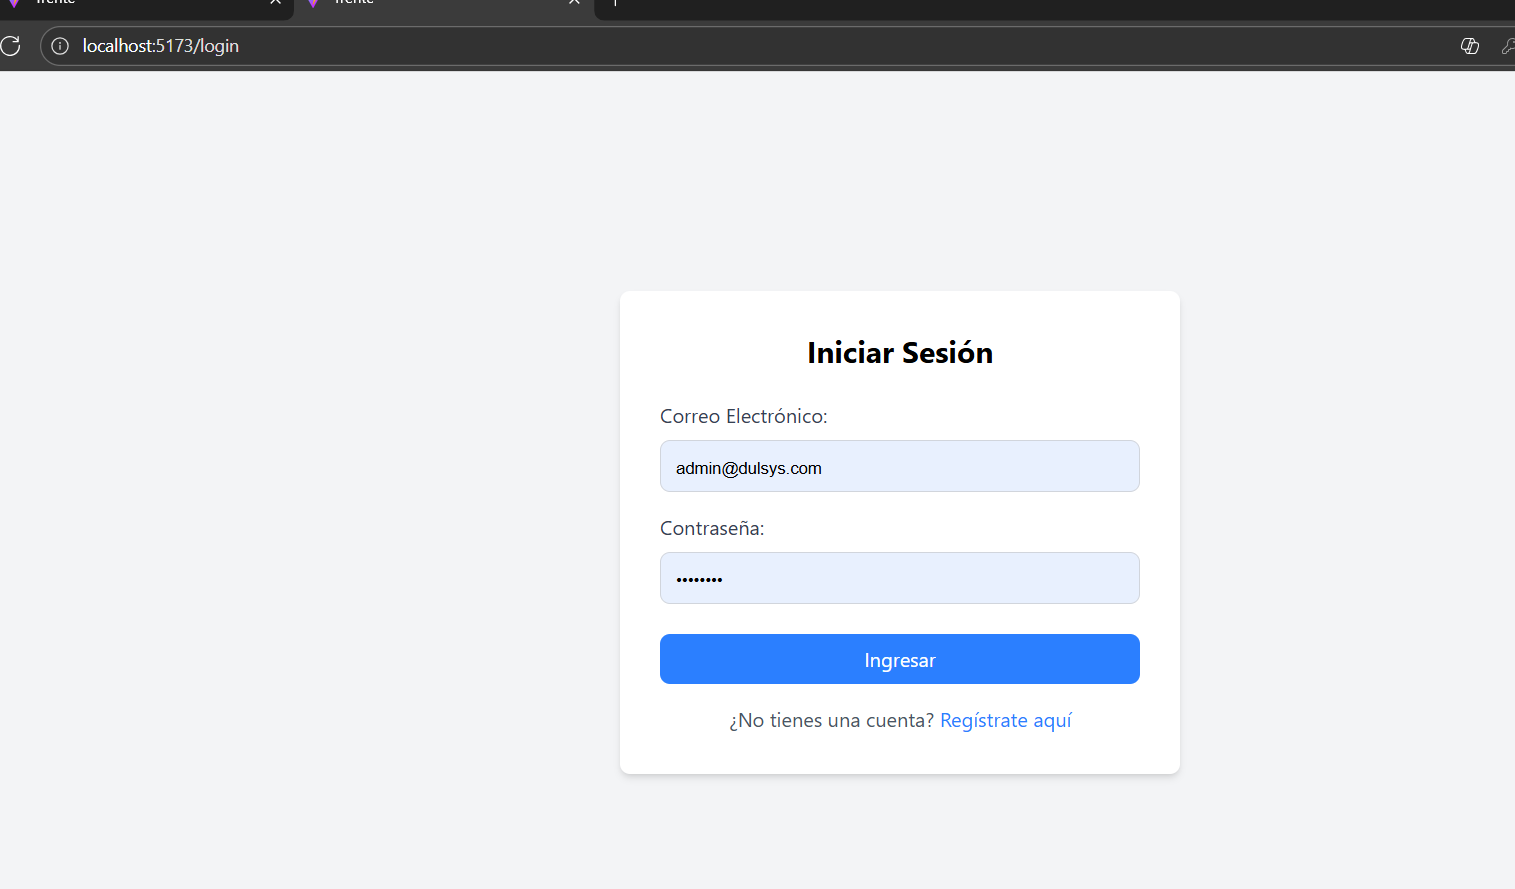 localhost:5173/login
Iniciar Sesión
Correo Electrónico:
admin@dulsys.com
Contraseña:
••••••••
Ingresar
¿No tienes una cuenta? Regístrate aquí